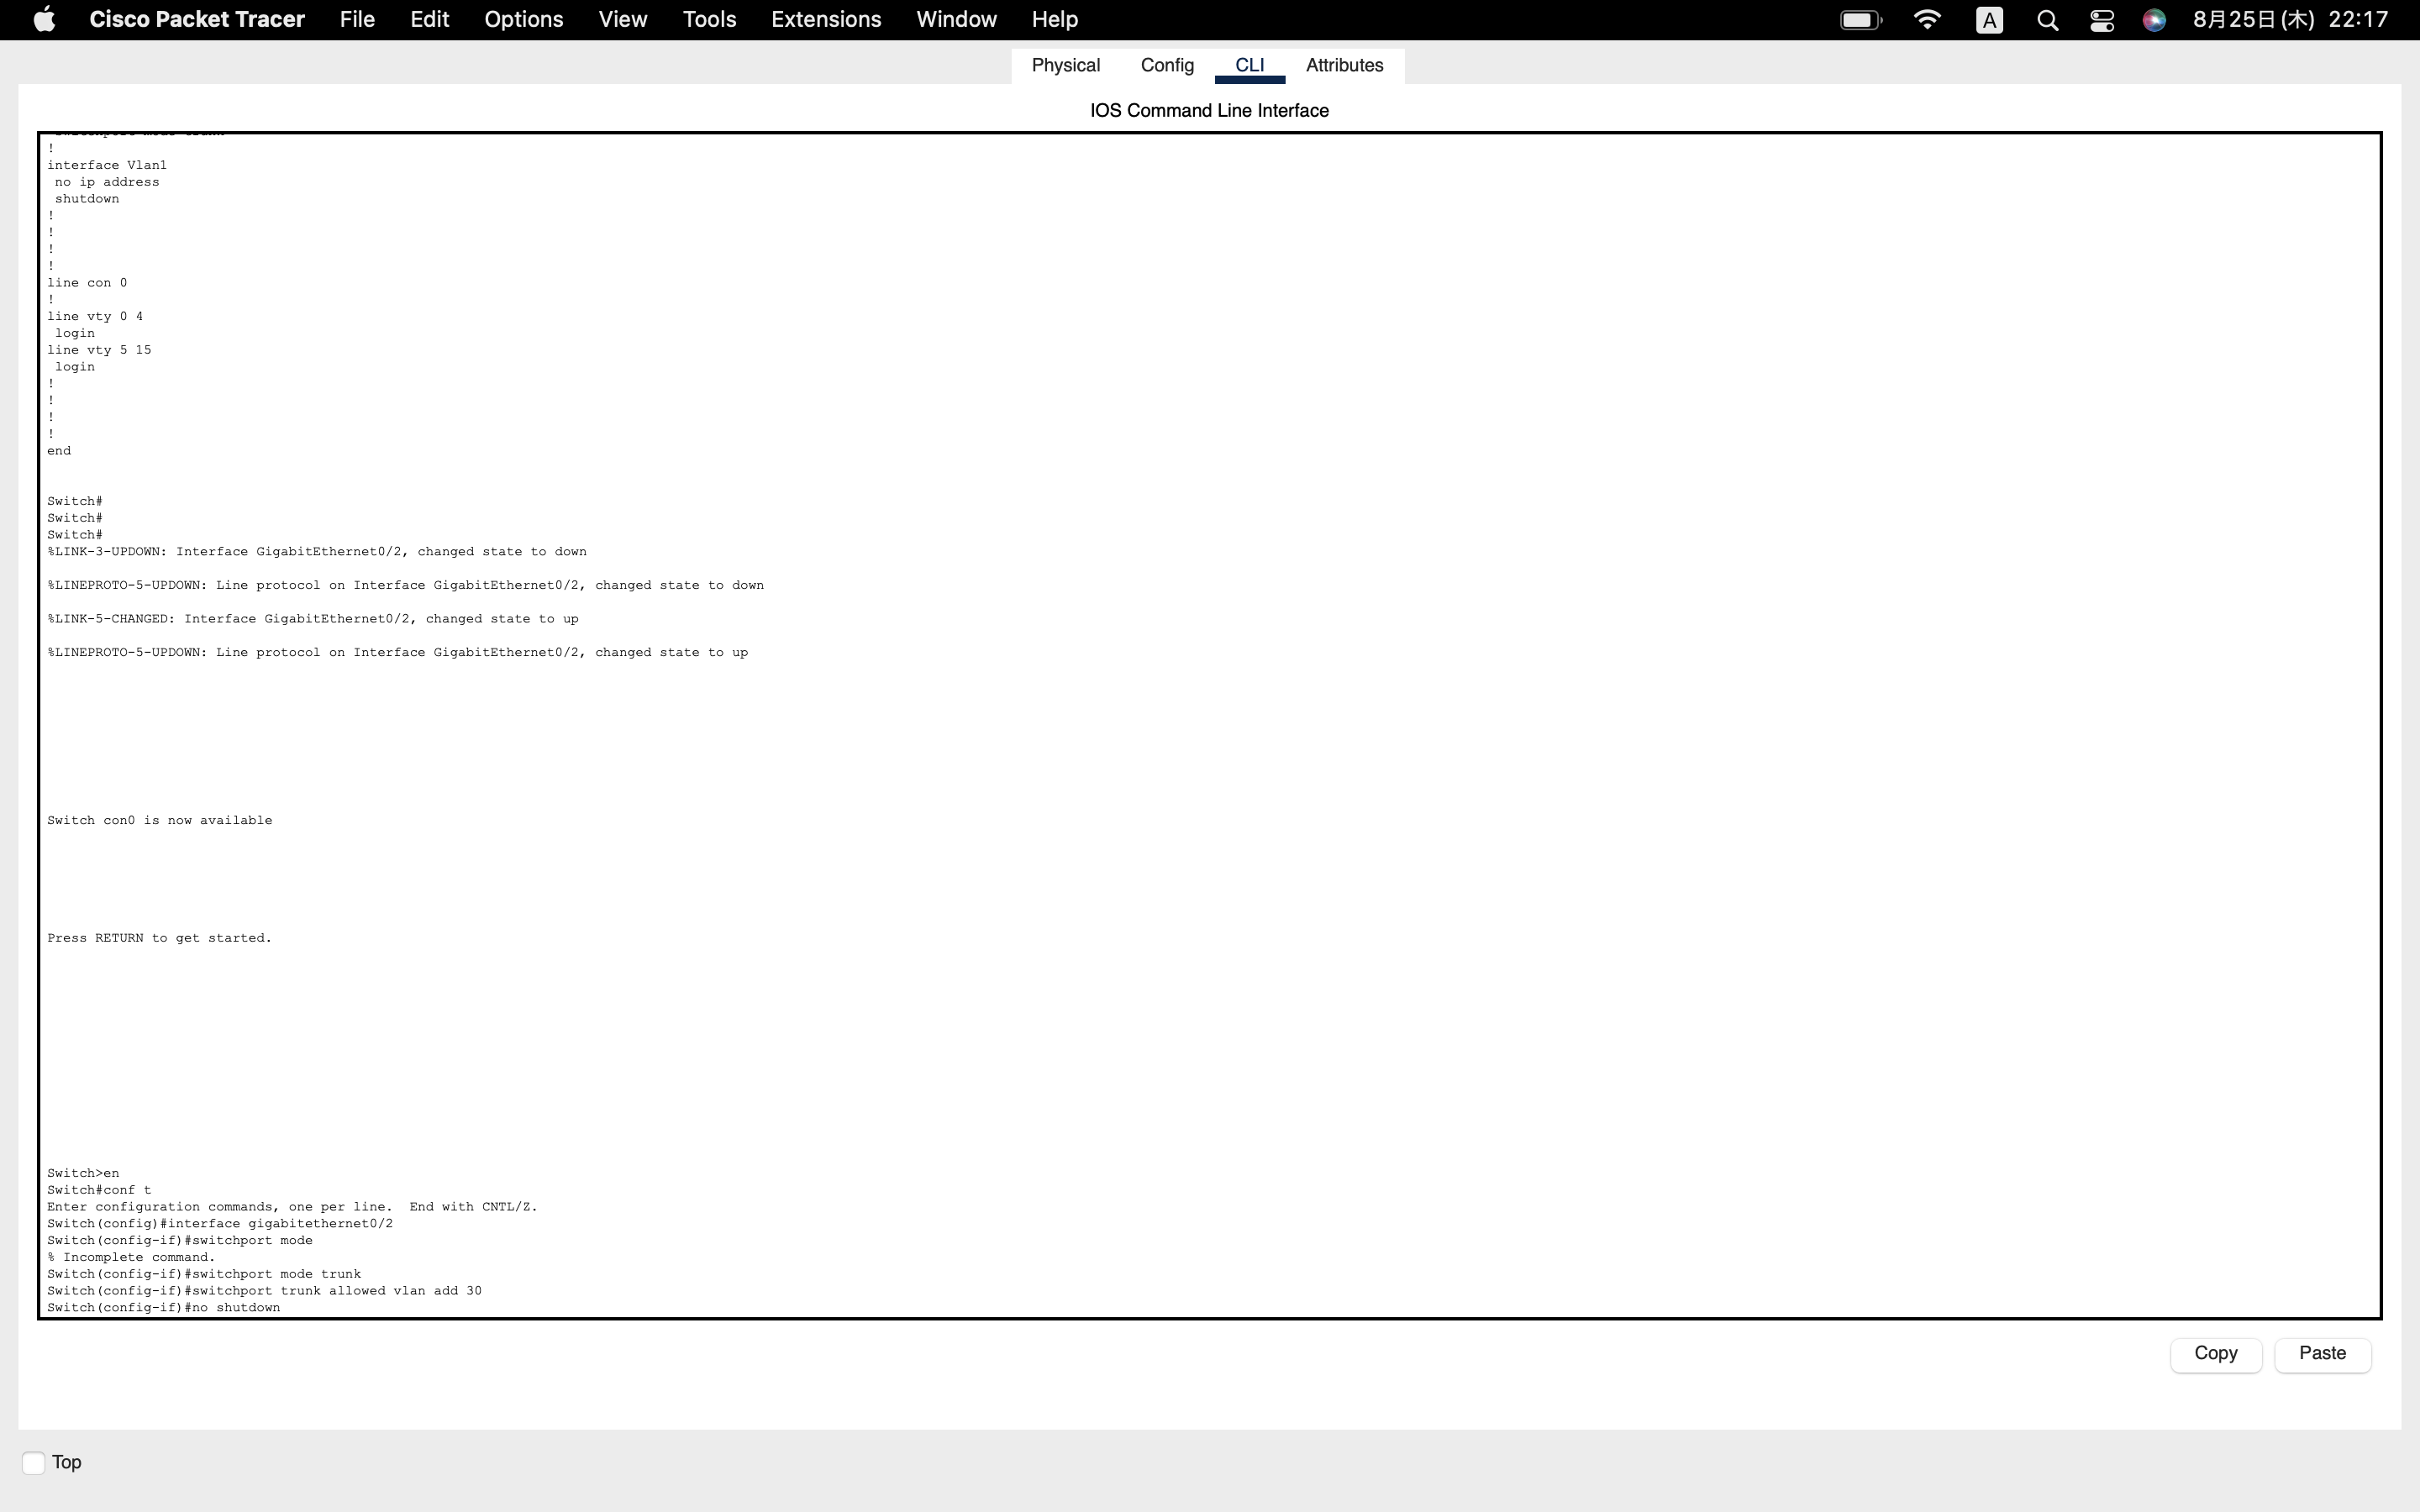 Cisco Packet Tracer File Edit Options View Tools Extensions Window Help A 8月25日(木) 22:17
Physical Config CLI Attributes
IOS Command Line Interface
!
interface Vlan1
 no ip address
 shutdown
!
!
!
!
line con 0
!
line vty 0 4
 login
line vty 5 15
 login
!
!
!
!
end
Switch#
Switch#
Switch#
%LINK-3-UPDOWN: Interface GigabitEthernet0/2, changed state to down
%LINEPROTO-5-UPDOWN: Line protocol on Interface GigabitEthernet0/2, changed state to down
%LINK-5-CHANGED: Interface GigabitEthernet0/2, changed state to up
%LINEPROTO-5-UPDOWN: Line protocol on Interface GigabitEthernet0/2, changed state to up
Switch con0 is now available
Press RETURN to get started.
Switch>en
Switch#conf t
Enter configuration commands, one per line.  End with CNTL/Z.
Switch(config)#interface gigabitethernet0/2
Switch(config-if)#switchport mode
% Incomplete command.
Switch(config-if)#switchport mode trunk
Switch(config-if)#switchport trunk allowed vlan add 30
Switch(config-if)#no shutdown
Copy Paste
Top